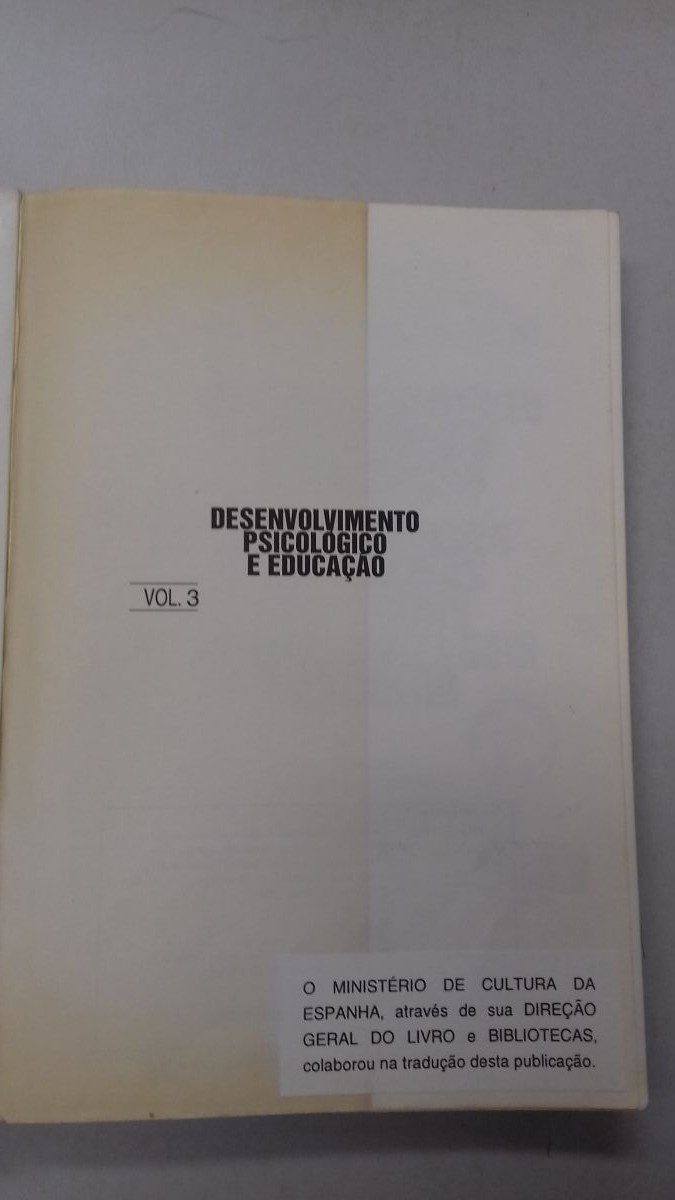 DESENVOLVIMENTO
PSICOLÓGICO
E EDUCAÇÃO
VOL. 3
O MINISTÉRIO DE CULTURA DA
ESPANHA, através de sua DIREÇÃO
GERAL DO LIVRO e BIBLIOTECAS,
colaborou na tradução desta publicação.